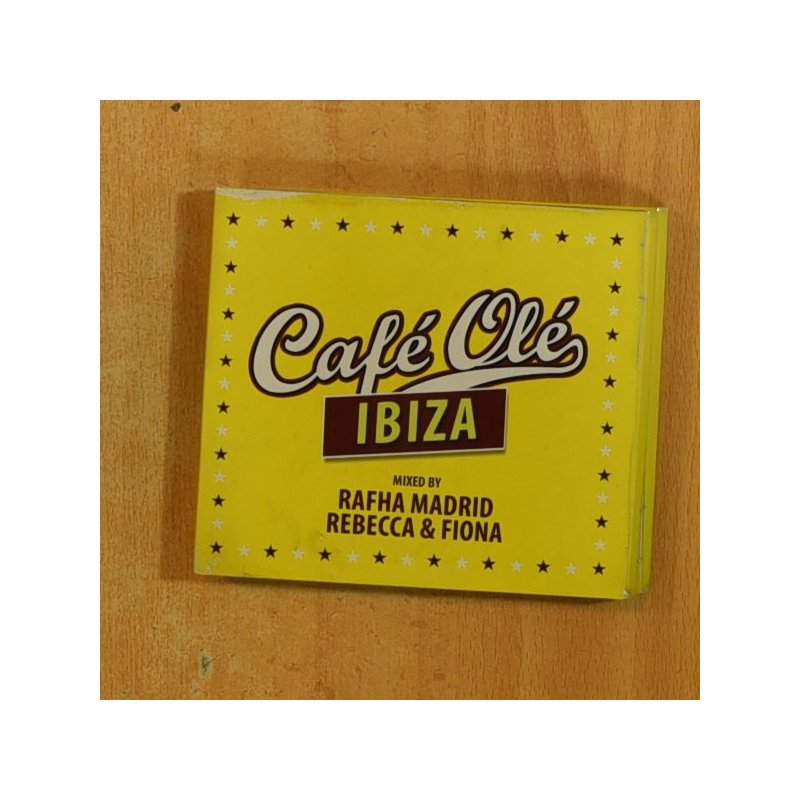 Café Olé
IBIZA
MIXED BY
RAFHA MADRID
REBECCA & FIONA